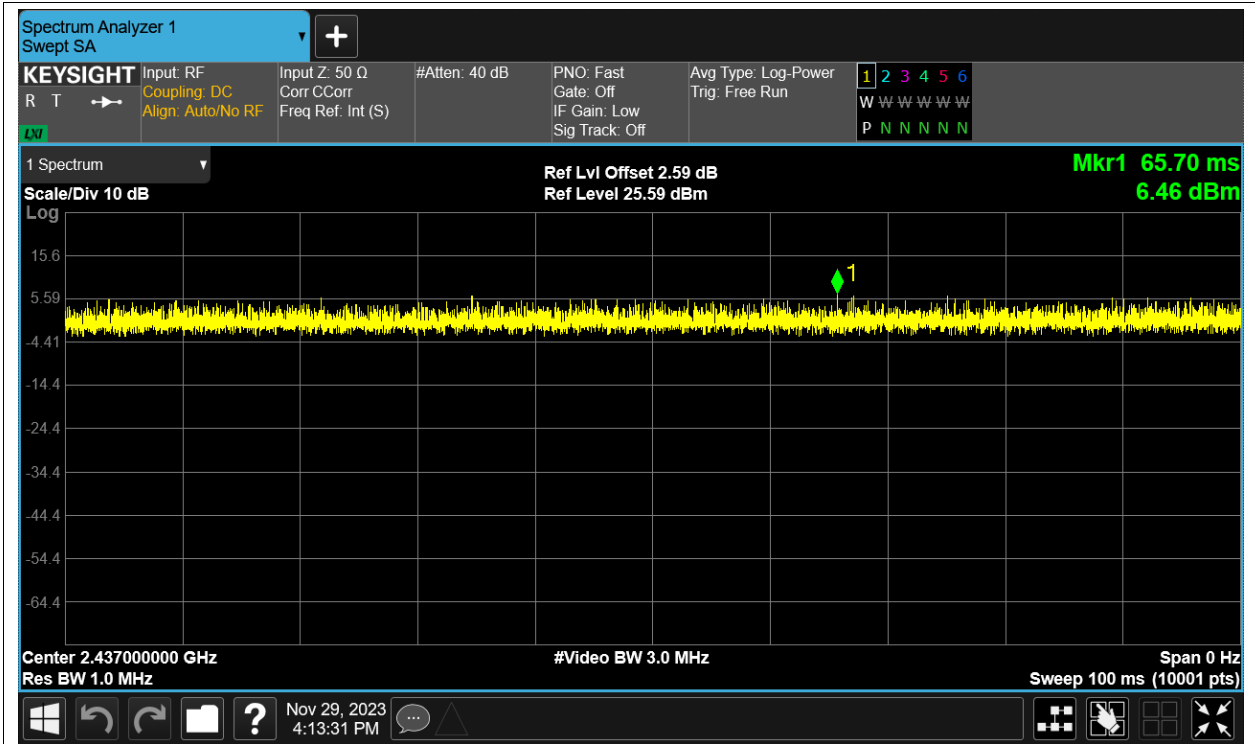 Spectrum Analyzer 1
Swept SA
+
KEYSIGHT
R T
LXI
Input: RF
Coupling: DC
Align: Auto/No RF
Input Z: 50 Ω
Corr CCorr
Freq Ref: Int (S)
#Atten: 40 dB
PNO: Fast
Gate: Off
IF Gain: Low
Sig Track: Off
Avg Type: Log-Power
Trig: Free Run
1 2 3 4 5 6
W W W W W W
P N N N N N
1 Spectrum
Scale/Div 10 dB
Log
Ref Lvl Offset 2.59 dB
Ref Level 25.59 dBm
Mkr1 65.70 ms
6.46 dBm
15.6
1
5.59
-4.41
-14.4
-24.4
-34.4
-44.4
-54.4
-64.4
Center 2.437000000 GHz
Res BW 1.0 MHz
#Video BW 3.0 MHz
Span 0 Hz
Sweep 100 ms (10001 pts)
?
Nov 29, 2023
4:13:31 PM